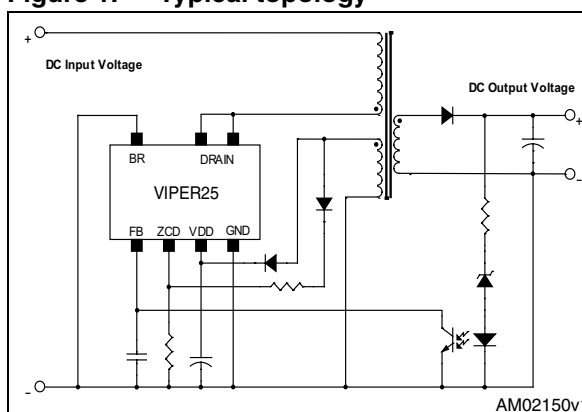 Figure 1. Typical topology
+
DC Input Voltage
DC Output Voltage
+
BR DRAIN
VIPER25
-
FB ZCD VDD GND
-
AM02150v1